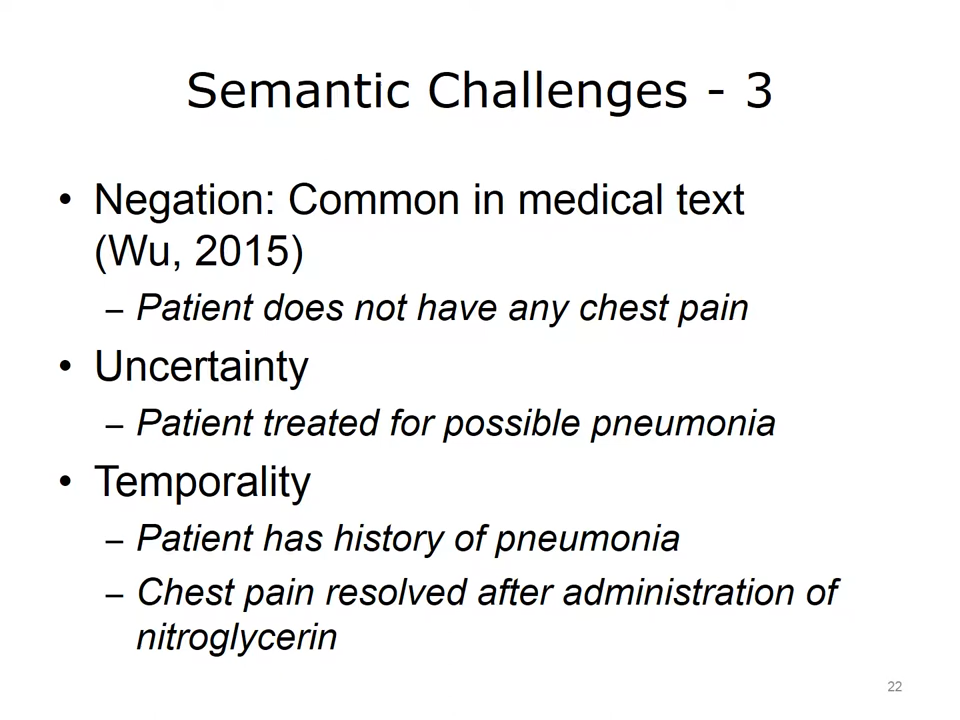 Semantic Challenges - 3
• Negation: Common in medical text
(Wu, 2015)
– Patient does not have any chest pain
• Uncertainty
– Patient treated for possible pneumonia
• Temporality
– Patient has history of pneumonia
– Chest pain resolved after administration of
nitroglycerin
22